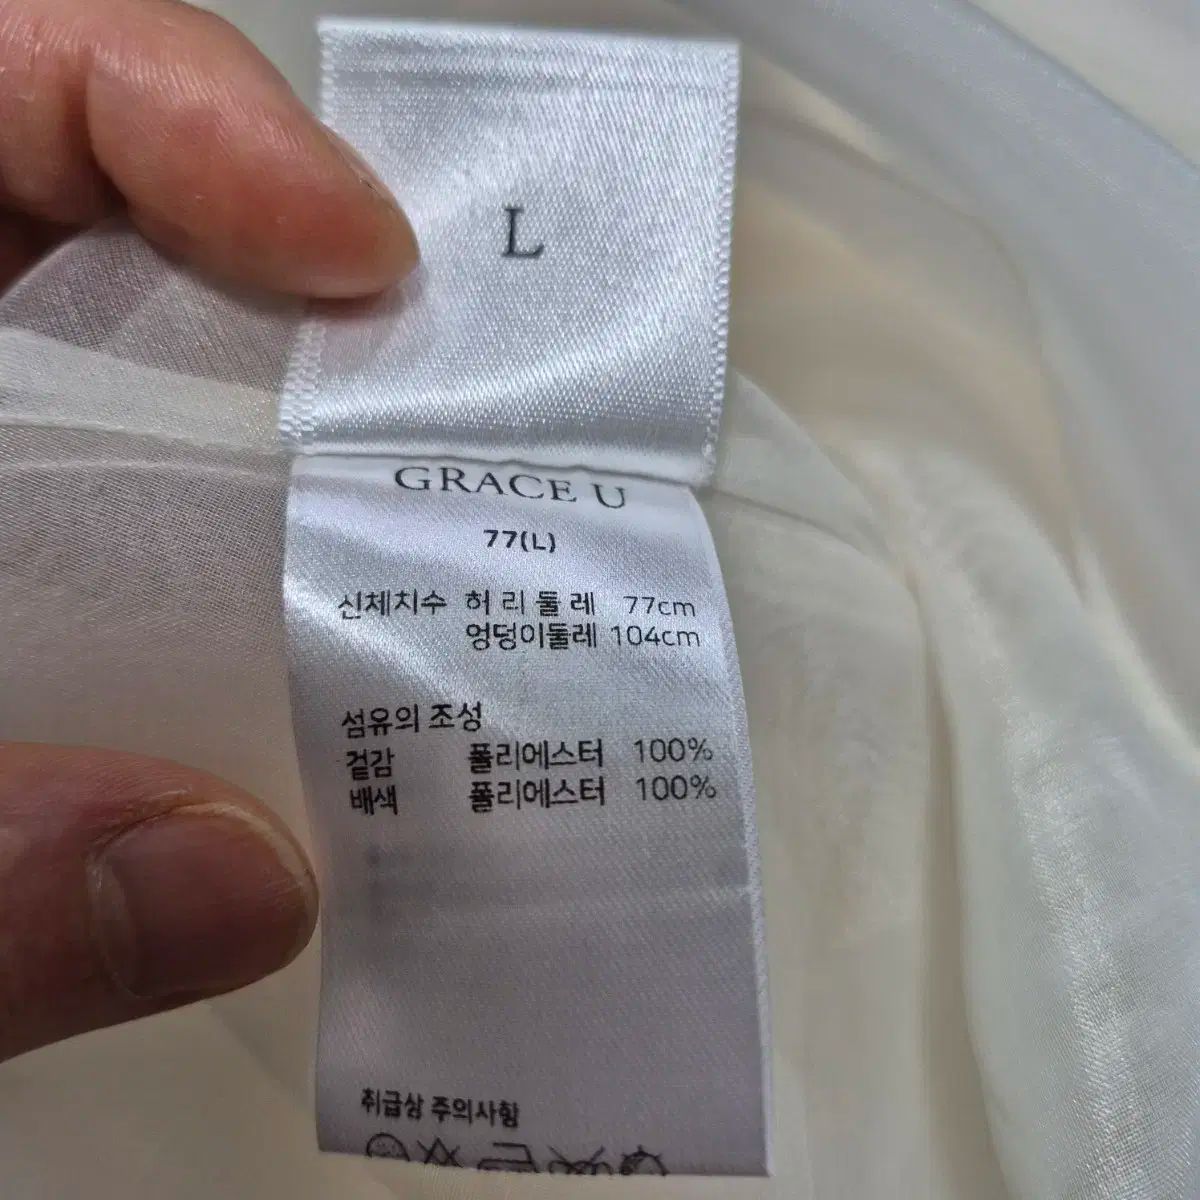 L
GRACE U
77(L)
신체치수 허리둘레 77cm
엉덩이둘레 104cm
섬유의 조성
겉감 폴리에스터 100%
배색 폴리에스터 100%
취급상 주의사항